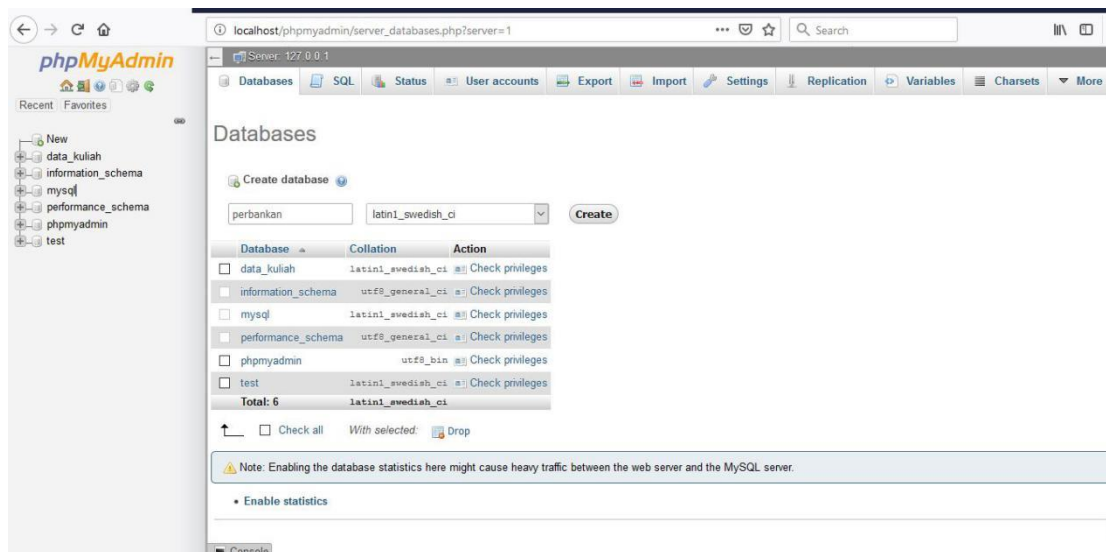 localhost/phpmyadmin/server_databases.php?server=1
Search
phpMyAdmin
Recent Favorites
New
data_kuliah
information_schema
mysql
performance_schema
phpmyadmin
test
Server: 127.0.0.1
Databases SQL Status User accounts Export Import Settings Replication Variables Charsets More
Databases
Create database
perbankan latin1_swedish_ci Create
Database Collation Action
data_kuliah latin1_swedish_ci Check privileges
information_schema utf8_general_ci Check privileges
mysql latin1_swedish_ci Check privileges
performance_schema utf8_general_ci Check privileges
phpmyadmin utf8_bin Check privileges
test latin1_swedish_ci Check privileges
Total: 6 latin1_swedish_ci
Check all With selected: Drop
Note: Enabling the database statistics here might cause heavy traffic between the web server and the MySQL server.
• Enable statistics
Console